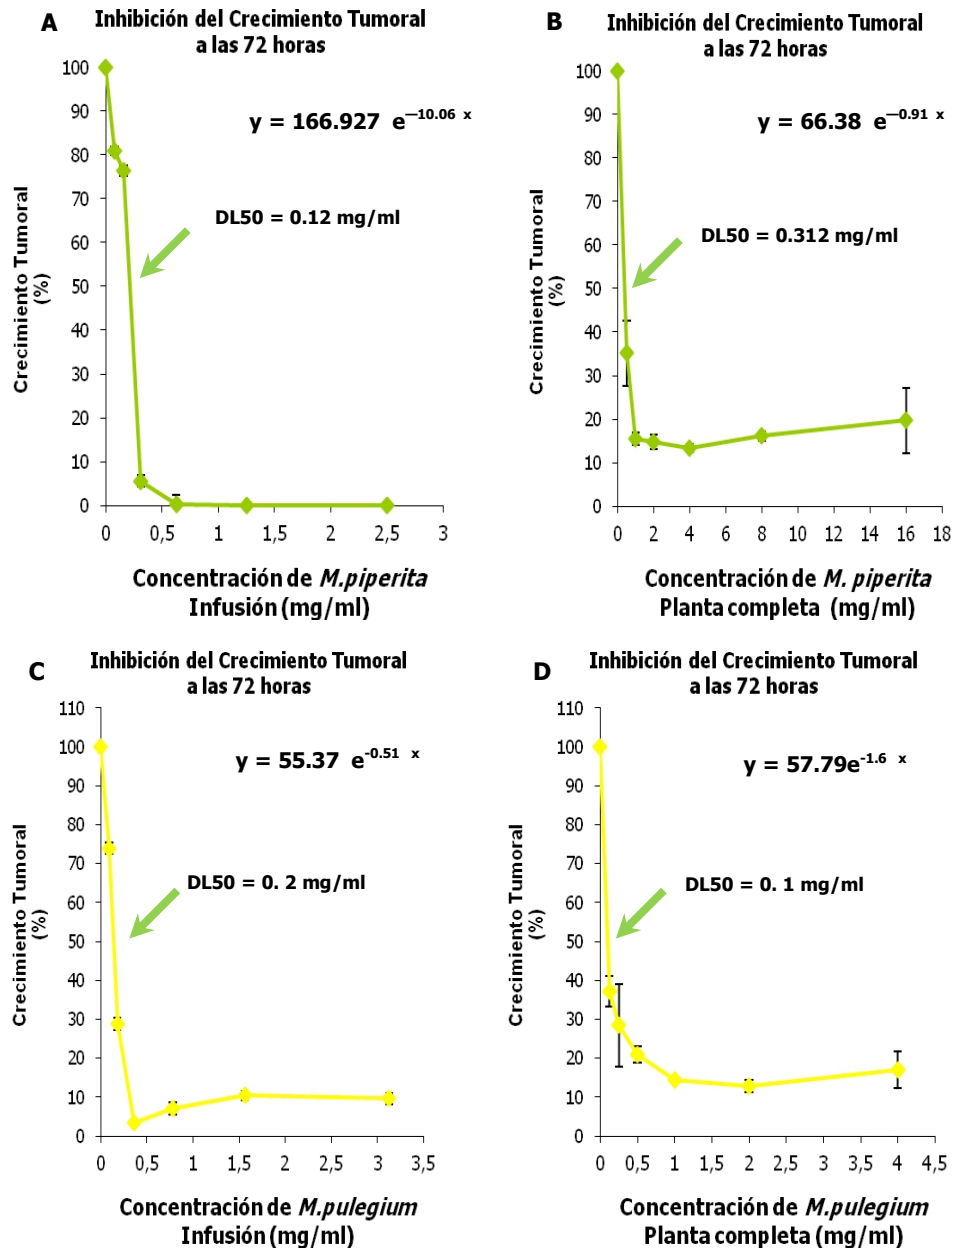 A
Inhibición del Crecimiento Tumoral
a las 72 horas
100
90
80
70
60
50
40
30
20
10
0
Crecimiento Tumoral
(%)
y = 166.927 e—10.06 x
DL50 = 0.12 mg/ml
0 0,5 1 1,5 2 2,5 3
Concentración de M.piperita
Infusión (mg/ml)
B
Inhibición del Crecimiento Tumoral
a las 72 horas
100
90
80
70
60
50
40
30
20
10
0
Crecimiento Tumoral
(%)
y = 66.38 e—0.91 x
DL50 = 0.312 mg/ml
0 2 4 6 8 10 12 14 16 18
Concentración de M. piperita
Planta completa (mg/ml)
C
Inhibición del Crecimiento Tumoral
a las 72 horas
110
100
90
80
70
60
50
40
30
20
10
0
Crecimiento Tumoral
(%)
y = 55.37 e-0.51 x
DL50 = 0. 2 mg/ml
0 0,5 1 1,5 2 2,5 3 3,5
Concentración de M.pulegium
Infusión (mg/ml)
D
Inhibición del Crecimiento Tumoral
a las 72 horas
110
100
90
80
70
60
50
40
30
20
10
0
Crecimiento Tumoral
(%)
y = 57.79e-1.6 x
DL50 = 0. 1 mg/ml
0 0,5 1 1,5 2 2,5 3 3,5 4 4,5
Concentración de M.pulegium
Planta completa (mg/ml)